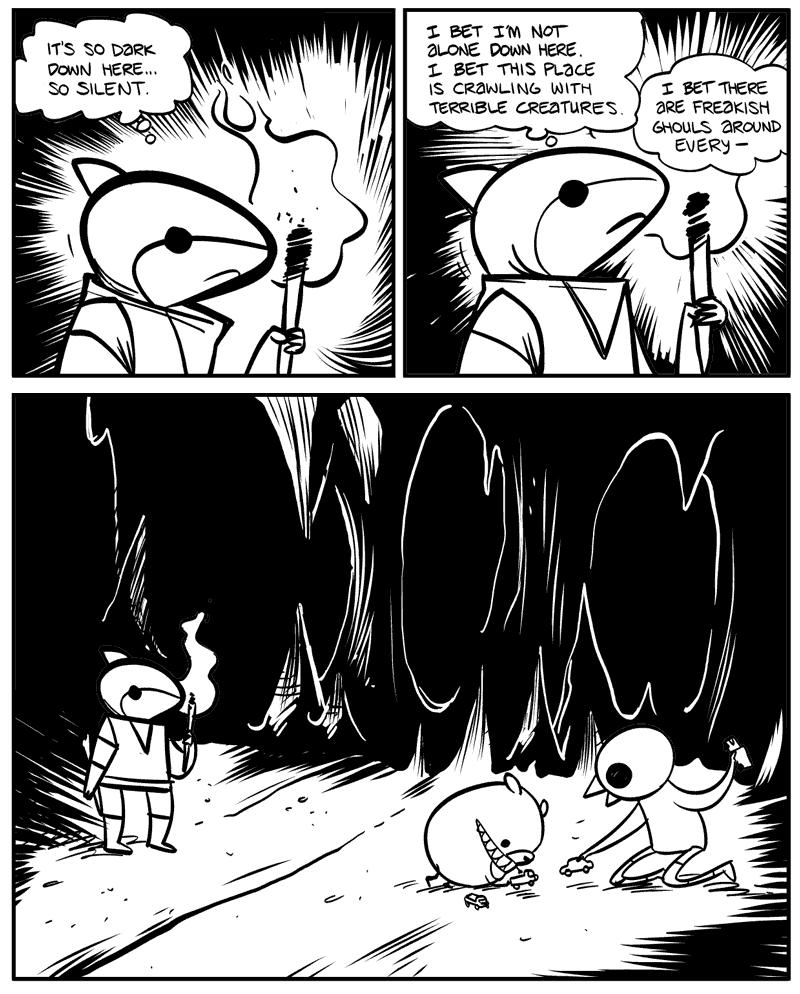 IT'S SO DARK
DOWN HERE...
SO SILENT.
I BET I'M NOT
ALONE DOWN HERE.
I BET THIS PLACE
IS CRAWLING WITH
TERRIBLE CREATURES.
I BET THERE
ARE FREAKISH
GHOULS AROUND
EVERY—